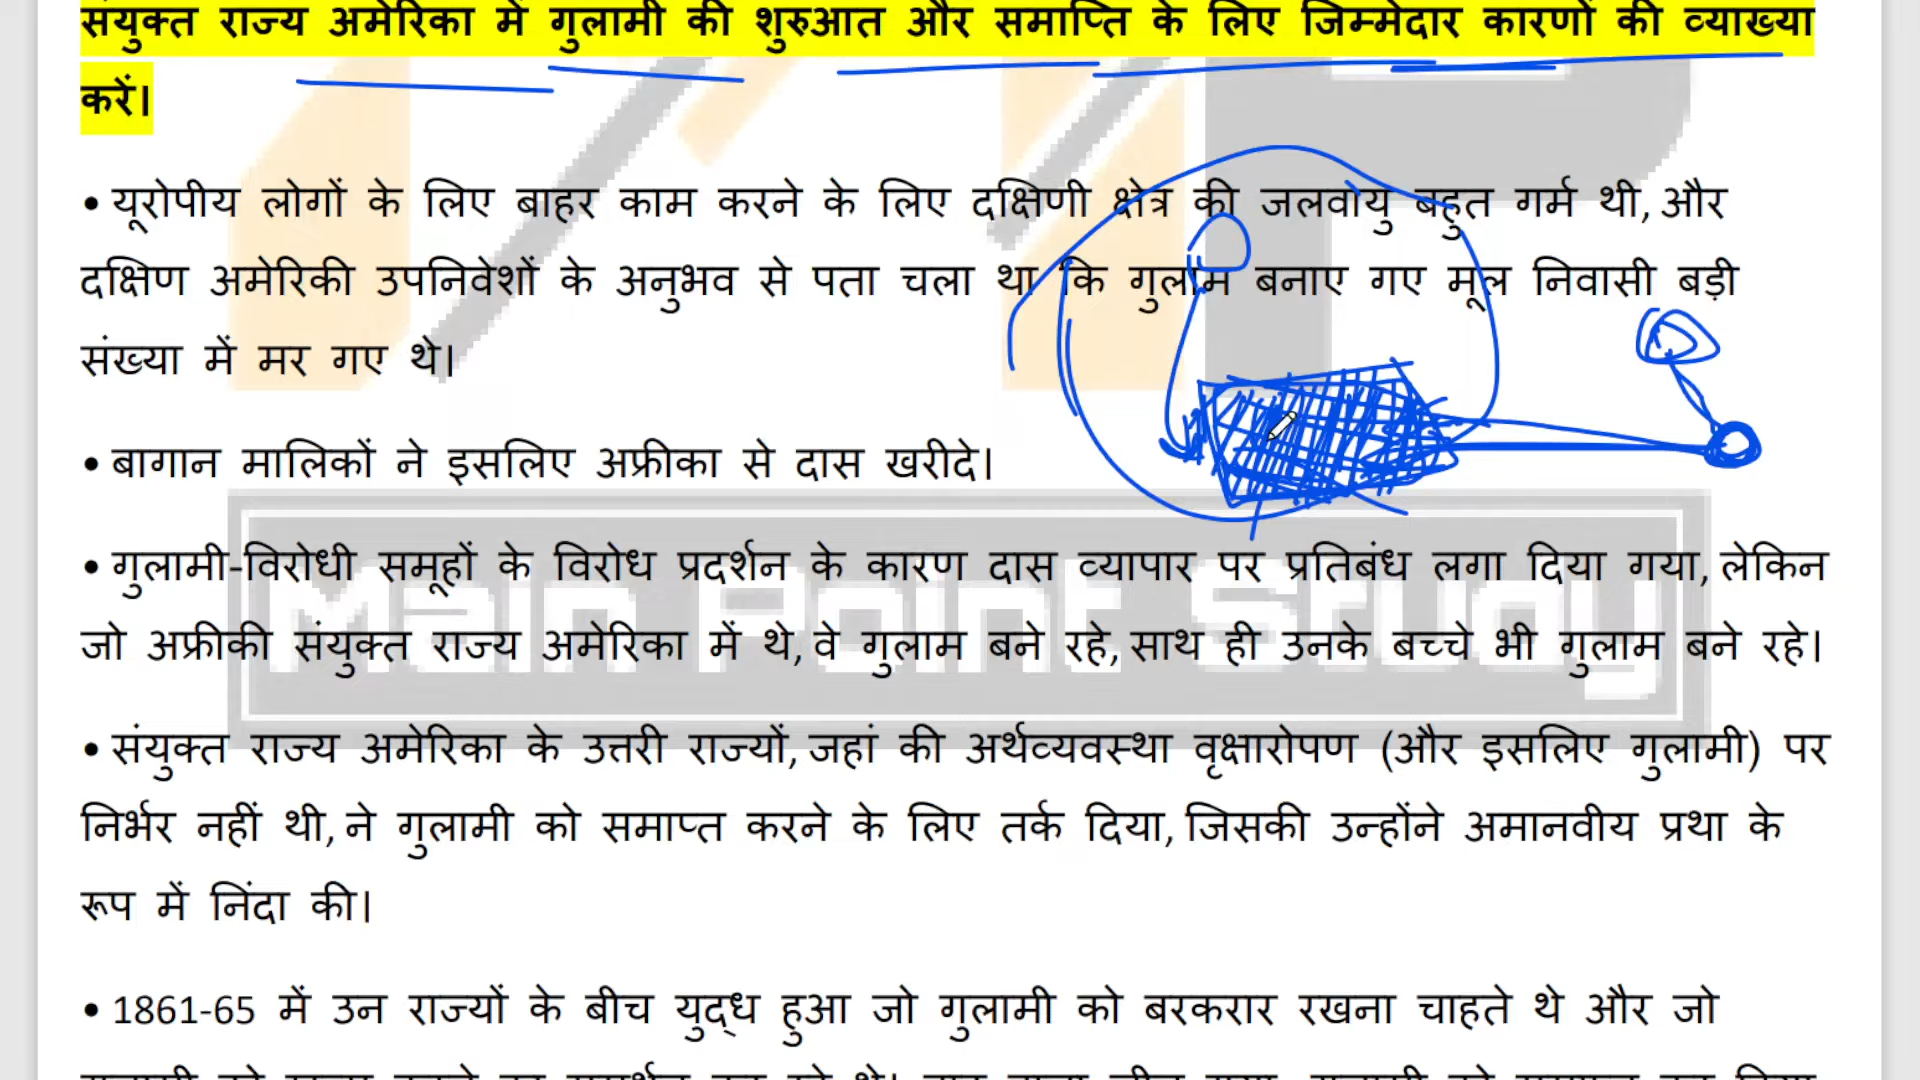 संयुक्त राज्य अमेरिका में गुलामी की शुरुआत और समाप्ति के लिए जिम्मेदार कारणों की व्याख्या
करें।
• यूरोपीय लोगों के लिए बाहर काम करने के लिए दक्षिणी क्षेत्र की जलवायु बहुत गर्म थी, और
दक्षिण अमेरिकी उपनिवेशों के अनुभव से पता चला था कि गुलाम बनाए गए मूल निवासी बड़ी
संख्या में मर गए थे।
• बागान मालिकों ने इसलिए अफ्रीका से दास खरीदे।
• गुलामी-विरोधी समूहों के विरोध प्रदर्शन के कारण दास व्यापार पर प्रतिबंध लगा दिया गया, लेकिन
जो अफ्रीकी संयुक्त राज्य अमेरिका में थे, वे गुलाम बने रहे, साथ ही उनके बच्चे भी गुलाम बने रहे।
Main Point Study
• संयुक्त राज्य अमेरिका के उत्तरी राज्यों, जहां की अर्थव्यवस्था वृक्षारोपण (और इसलिए गुलामी) पर
निर्भर नहीं थी, ने गुलामी को समाप्त करने के लिए तर्क दिया, जिसकी उन्होंने अमानवीय प्रथा के
रूप में निंदा की।
• 1861-65 में उन राज्यों के बीच युद्ध हुआ जो गुलामी को बरकरार रखना चाहते थे और जो